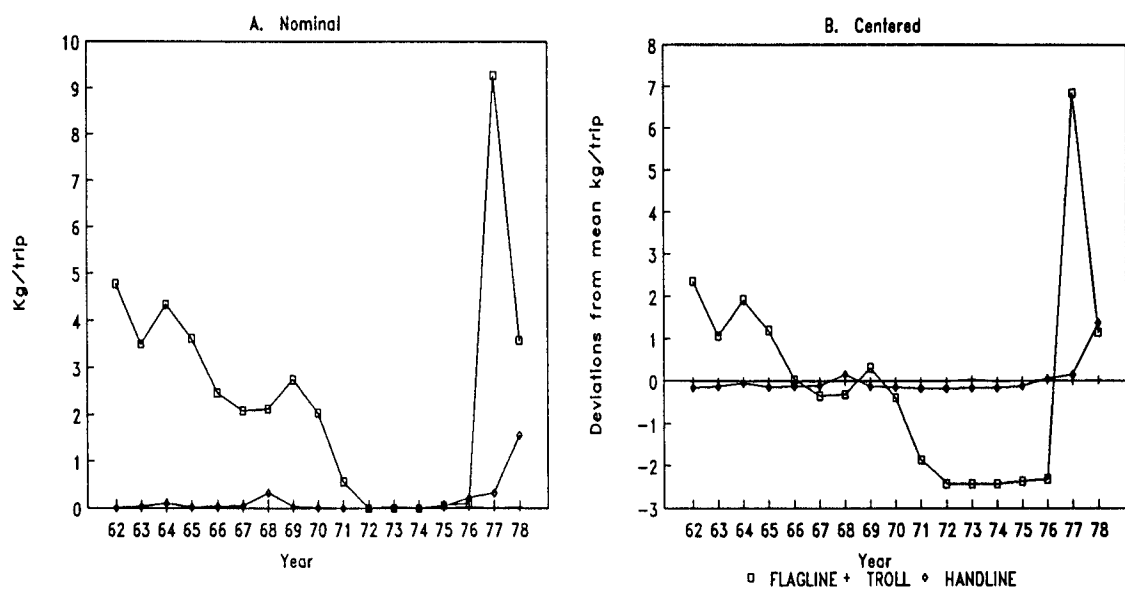 A. Nominal
10
9
8
7
6
5
4
3
2
1
0
Kg/trip
62 63 64 65 66 67 68 69 70 71 72 73 74 75 76 77 78
Year
B. Centered
8
7
6
5
4
3
2
1
0
-1
-2
-3
Deviations from mean kg/trip
62 63 64 65 66 67 68 69 70 71 72 73 74 75 76 77 78
Year
FLAGLINE + TROLL HANDLINE